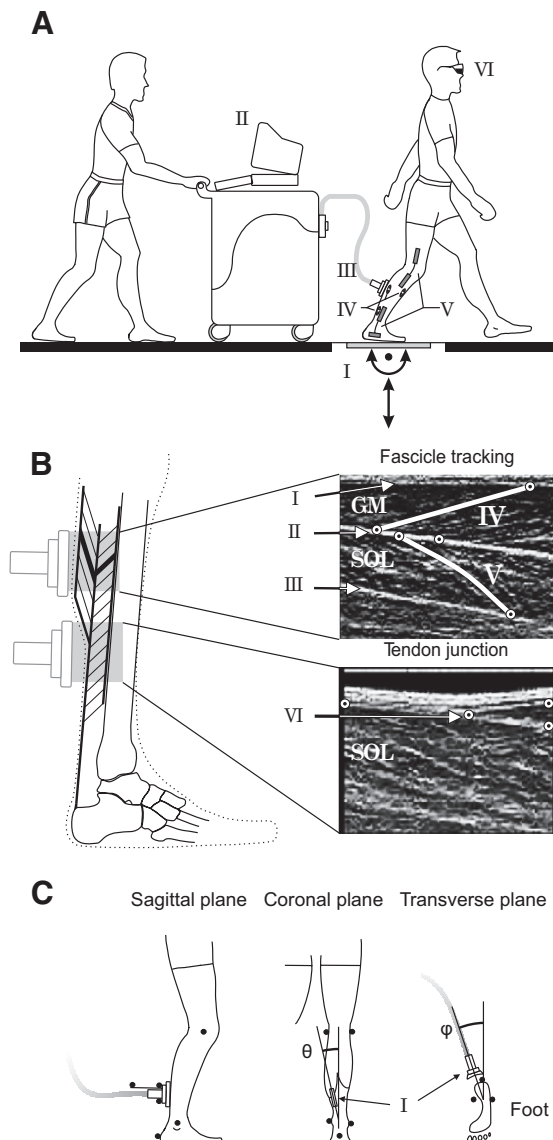 A
VI
II
III
IV
V
I
B
Fascicle tracking
I
GM
IV
II
SOL
V
III
Tendon junction
VI
SOL
C
Sagittal plane Coronal plane Transverse plane
θ
φ
I
Foot